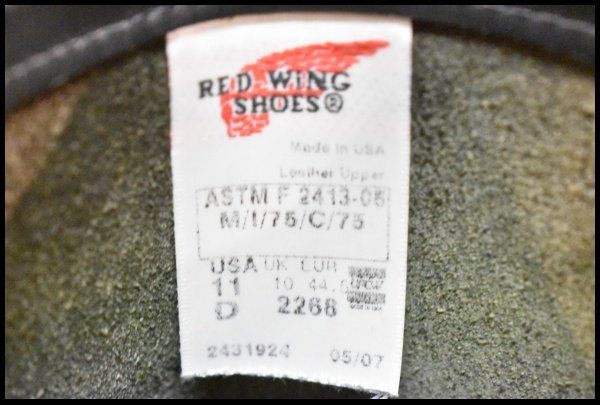 RED WING
SHOES®
Made in USA
Leather Upper
ASTM F 2413-05
M/I/75/C/75
USA UK EUR
11 10 44.5
D 2268
2431924 05/07